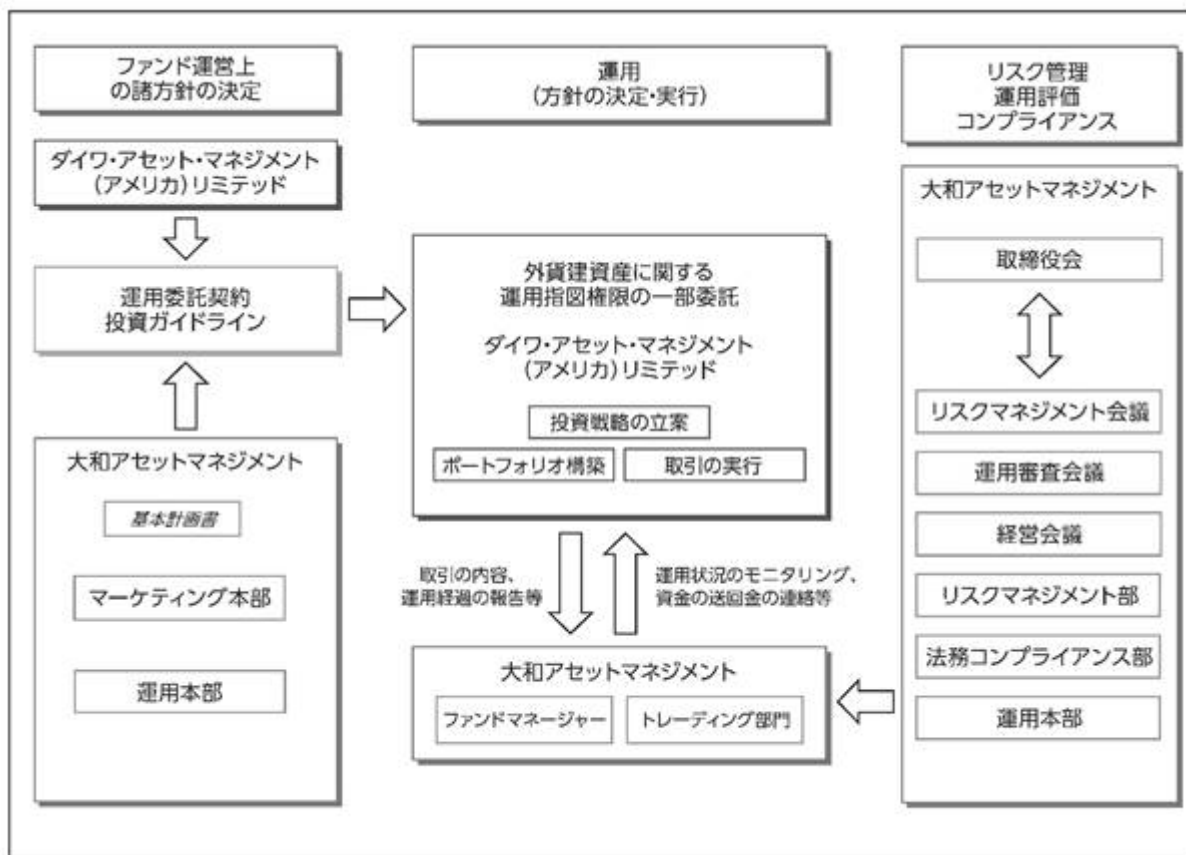 ファンド運営上
の諸方針の決定
ダイワ・アセット・マネジメント
(アメリカ)リミテッド
運用委託契約
投資ガイドライン
大和アセットマネジメント
基本計画書
マーケティング本部
運用本部
運用
(方針の決定・実行)
外貨建資産に関する
運用指図権限の一部委託
ダイワ・アセット・マネジメント
(アメリカ)リミテッド
投資戦略の立案
ポートフォリオ構築
取引の実行
取引の内容、
運用経過の報告等
運用状況のモニタリング、
資金の送回金の連絡等
大和アセットマネジメント
ファンドマネージャー
トレーディング部門
リスク管理
運用評価
コンプライアンス
大和アセットマネジメント
取締役会
リスクマネジメント会議
運用審査会議
経営会議
リスクマネジメント部
法務コンプライアンス部
運用本部